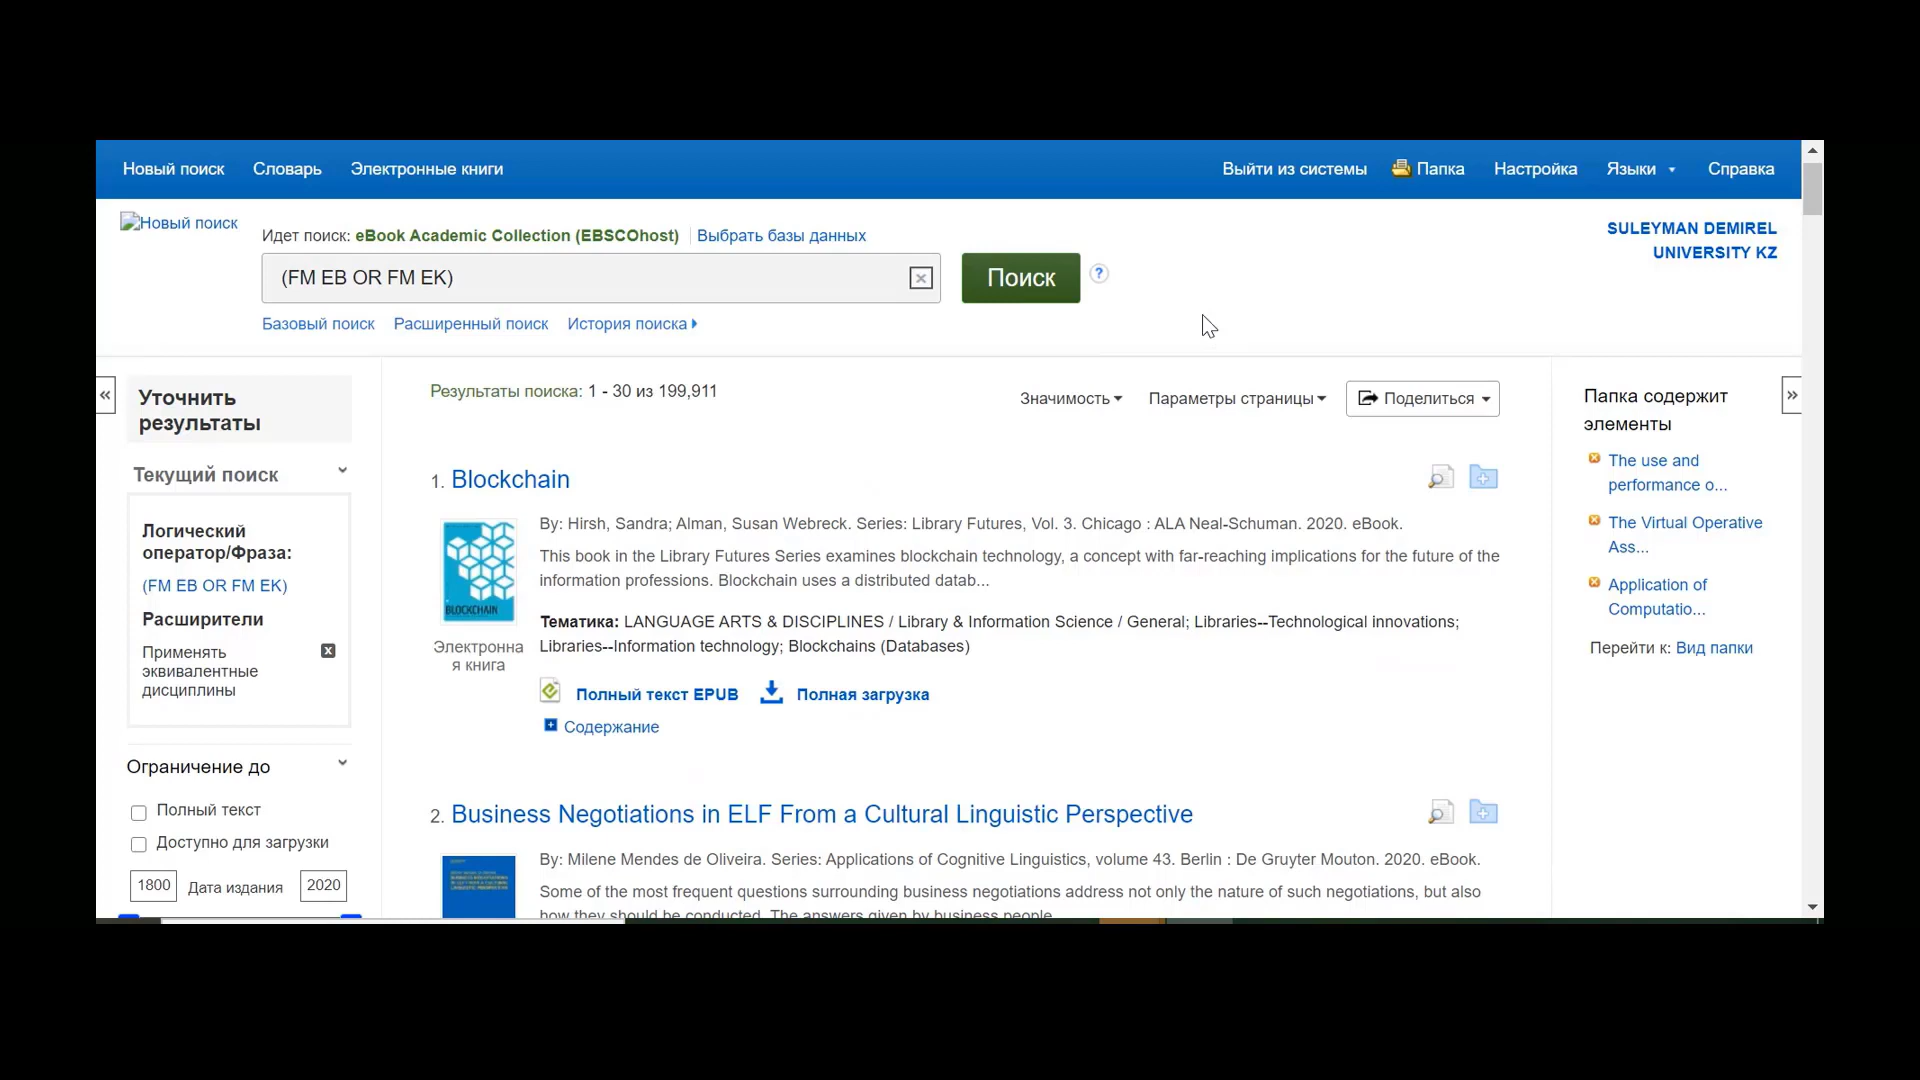 Новый поиск Словарь Электронные книги Выйти из системы Папка Настройка Языки Справка
Новый поиск
Идет поиск: eBook Academic Collection (EBSCOhost) Выбрать базы данных
SULEYMAN DEMIREL
UNIVERSITY KZ
(FM EB OR FM EK) Поиск ?
Базовый поиск Расширенный поиск История поиска
«
Уточнить
результаты
Текущий поиск
Логический
оператор/Фраза:
(FM EB OR FM EK)
Расширители
Применять
эквивалентные
дисциплины
Ограничение до
Полный текст
Доступно для загрузки
1800 Дата издания 2020
Результаты поиска: 1 - 30 из 199,911
Значимость Параметры страницы Поделиться
1. Blockchain
BLOCKCHAIN
Электронна
я книга
By: Hirsh, Sandra; Alman, Susan Webreck. Series: Library Futures, Vol. 3. Chicago : ALA Neal-Schuman. 2020. eBook.
This book in the Library Futures Series examines blockchain technology, a concept with far-reaching implications for the future of the
information professions. Blockchain uses a distributed datab...
Тематика: LANGUAGE ARTS & DISCIPLINES / Library & Information Science / General; Libraries--Technological innovations;
Libraries--Information technology; Blockchains (Databases)
Полный текст EPUB Полная загрузка
Содержание
2. Business Negotiations in ELF From a Cultural Linguistic Perspective
By: Milene Mendes de Oliveira. Series: Applications of Cognitive Linguistics, volume 43. Berlin : De Gruyter Mouton. 2020. eBook.
Some of the most frequent questions surrounding business negotiations address not only the nature of such negotiations, but also
how they should be conducted. The answers given by business people
Папка содержит
элементы
»
The use and
performance o...
The Virtual Operative
Ass...
Application of
Computatio...
Перейти к: Вид папки